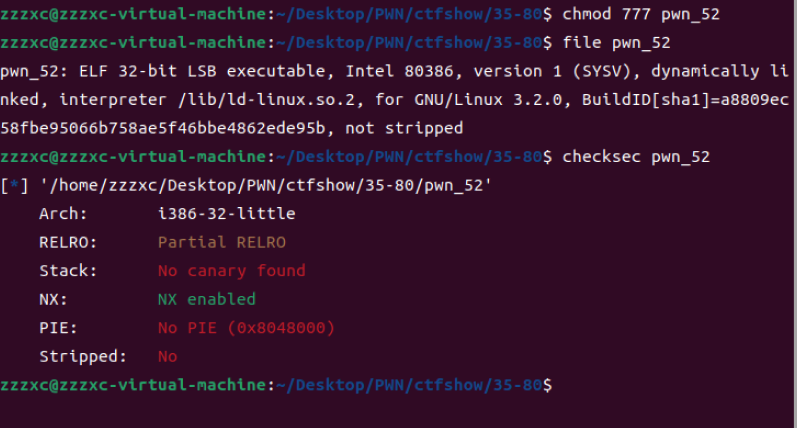 zzzxc@zzzxc-virtual-machine:~/Desktop/PWN/ctfshow/35-80$ chmod 777 pwn_52
zzzxc@zzzxc-virtual-machine:~/Desktop/PWN/ctfshow/35-80$ file pwn_52
pwn_52: ELF 32-bit LSB executable, Intel 80386, version 1 (SYSV), dynamically li
nked, interpreter /lib/ld-linux.so.2, for GNU/Linux 3.2.0, BuildID[sha1]=a8809ec
58fbe95066b758ae5f46bbe4862ede95b, not stripped
zzzxc@zzzxc-virtual-machine:~/Desktop/PWN/ctfshow/35-80$ checksec pwn_52
[*] '/home/zzzxc/Desktop/PWN/ctfshow/35-80/pwn_52'
    Arch:       i386-32-little
    RELRO:      Partial RELRO
    Stack:      No canary found
    NX:         NX enabled
    PIE:        No PIE (0x8048000)
    Stripped:   No
zzzxc@zzzxc-virtual-machine:~/Desktop/PWN/ctfshow/35-80$